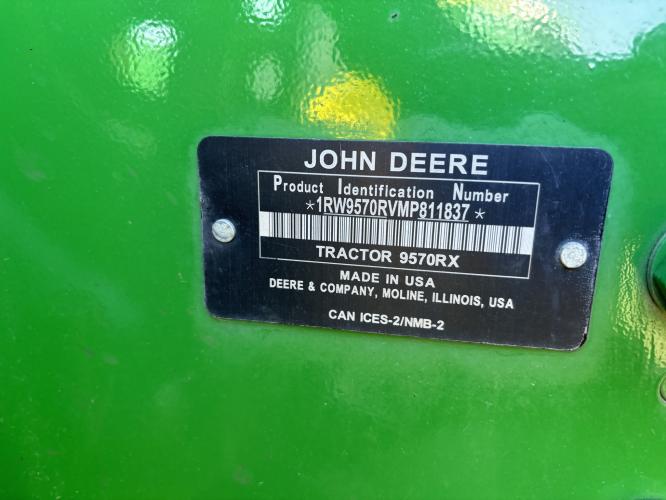 JOHN DEERE
Product Identification Number
*1RW9570RVMP811837*
TRACTOR 9570RX
MADE IN USA
DEERE & COMPANY, MOLINE, ILLINOIS, USA
CAN ICES-2/NMB-2